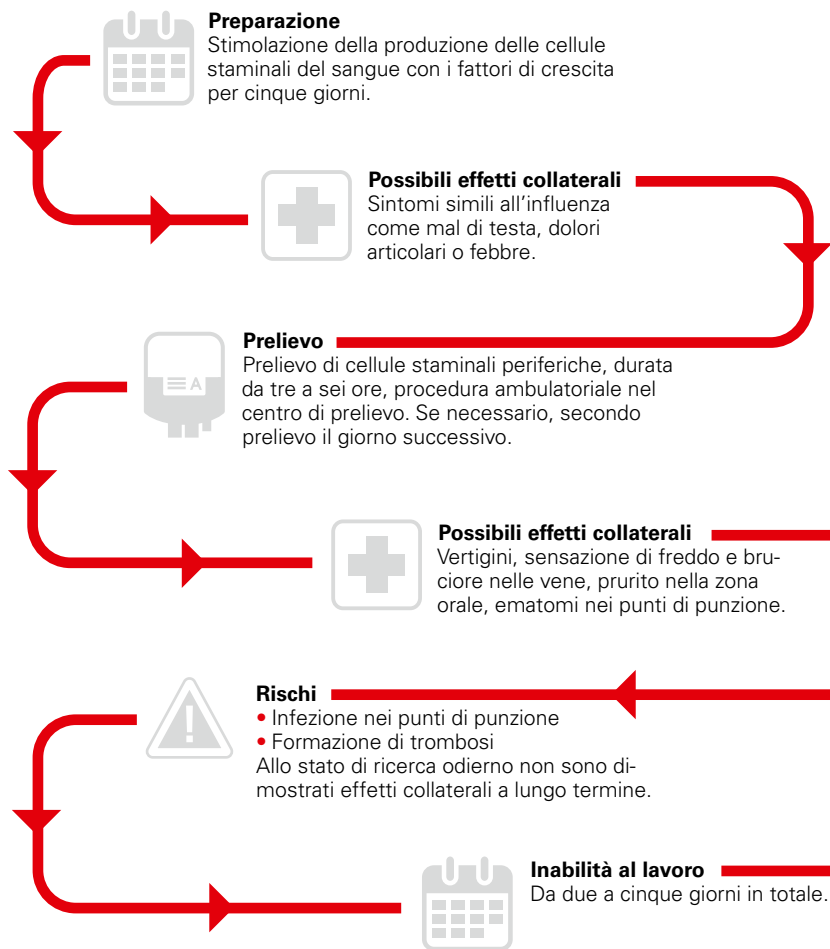 Preparazione
Stimolazione della produzione delle cellule
staminali del sangue con i fattori di crescita
per cinque giorni.
Possibili effetti collaterali
Sintomi simili all’influenza
come mal di testa, dolori
articolari o febbre.
Prelievo
Prelievo di cellule staminali periferiche, durata
da tre a sei ore, procedura ambulatoriale nel
centro di prelievo. Se necessario, secondo
prelievo il giorno successivo.
A
Possibili effetti collaterali
Vertigini, sensazione di freddo e bru-
ciore nelle vene, prurito nella zona
orale, ematomi nei punti di punzione.
Rischi
• Infezione nei punti di punzione
• Formazione di trombosi
Allo stato di ricerca odierno non sono di-
mostrati effetti collaterali a lungo termine.
Inabilità al lavoro
Da due a cinque giorni in totale.